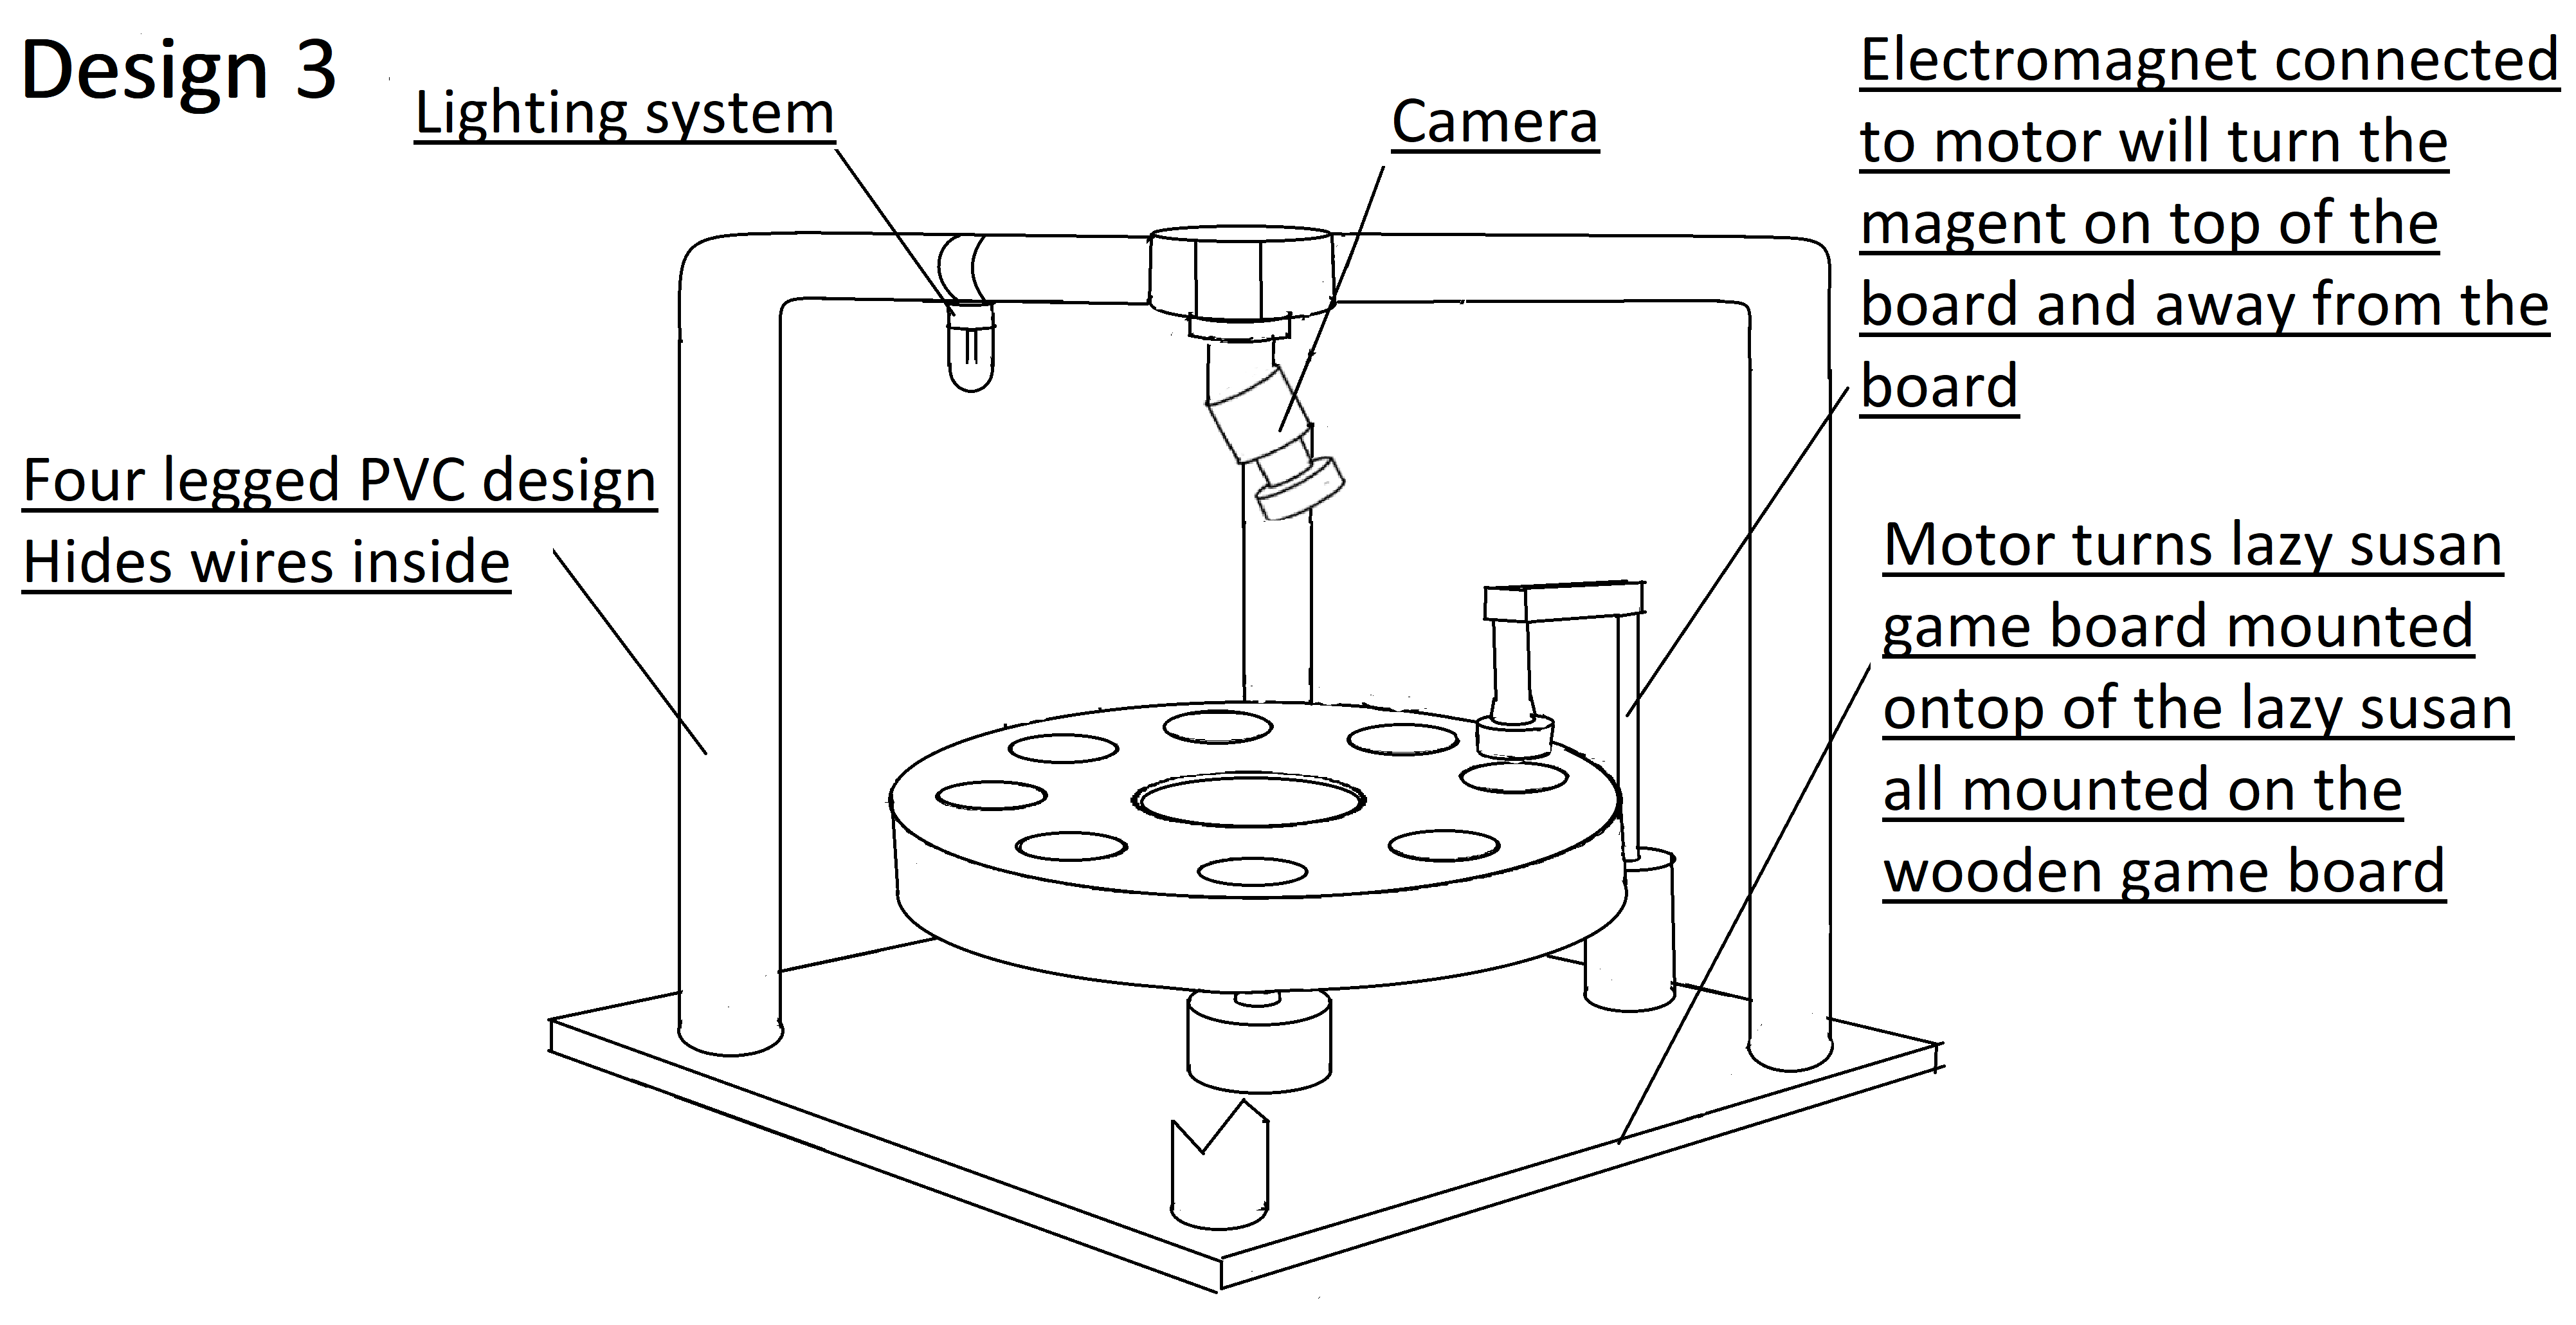 Design 3
Lighting system
Camera
Electromagnet connected
to motor will turn the
magent on top of the
board and away from the
board
Four legged PVC design
Hides wires inside
Motor turns lazy susan
game board mounted
ontop of the lazy susan
all mounted on the
wooden game board